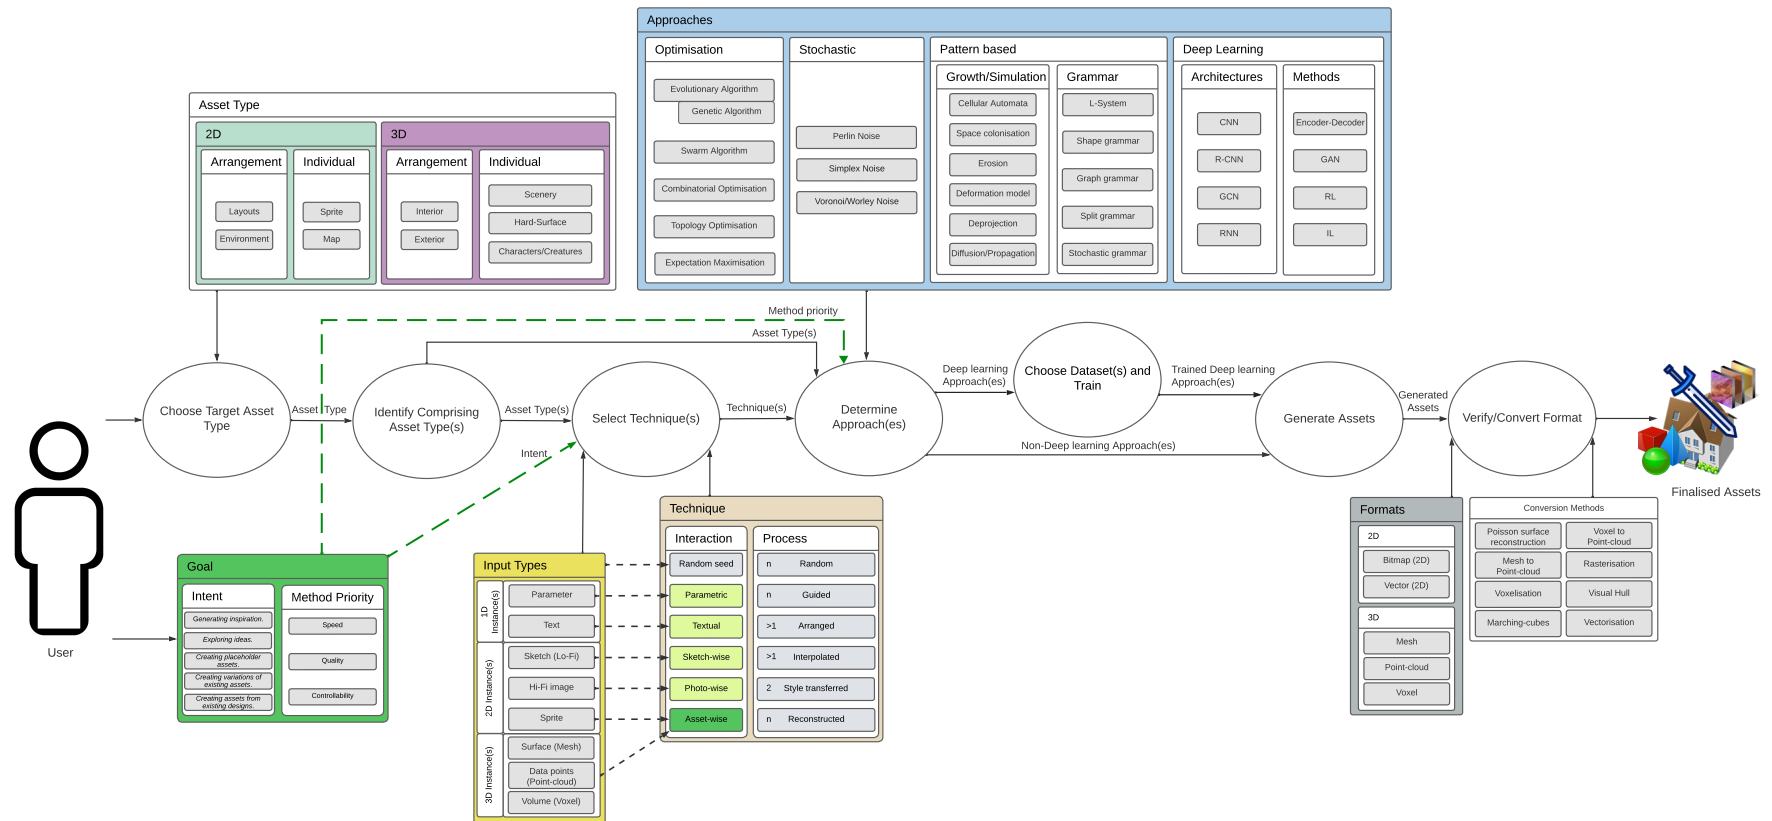 Approaches
Optimisation
Stochastic
Pattern based
Deep Learning
Growth/Simulation
Grammar
Architectures
Methods
Evolutionary Algorithm
Genetic Algorithm
Swarm Algorithm
Combinatorial Optimisation
Topology Optimisation
Expectation Maximisation
Perlin Noise
Simplex Noise
Voronoi/Worley Noise
Cellular Automata
Space colonisation
Erosion
Deformation model
Deprojection
Diffusion/Propagation
L-System
Shape grammar
Graph grammar
Split grammar
Stochastic grammar
CNN
R-CNN
GCN
RNN
Encoder-Decoder
GAN
RL
IL
Asset Type
2D
3D
Arrangement
Individual
Arrangement
Individual
Layouts
Environment
Sprite
Map
Interior
Exterior
Scenery
Hard-Surface
Characters/Creatures
Method priority
Asset Type(s)
Choose Target Asset
Type
Asset Type
Identify Comprising
Asset Type(s)
Asset Type(s)
Select Technique(s)
Technique(s)
Determine
Approach(es)
Deep learning
Approach(es)
Choose Dataset(s) and
Train
Trained Deep learning
Approach(es)
Non-Deep learning Approach(es)
Generate Assets
Generated
Assets
Verify/Convert Format
Finalised Assets
Intent
User
Goal
Intent
Method Priority
Generating inspiration.
Exploring ideas.
Creating placeholder
assets.
Creating variations of
existing assets.
Creating assets from
existing designs.
Speed
Quality
Controllability
Input Types
1D
Instance(s)
Parameter
Text
2D Instance(s)
Sketch (Lo-Fi)
Hi-Fi image
Sprite
3D Instance(s)
Surface (Mesh)
Data points
(Point-cloud)
Volume (Voxel)
Technique
Interaction
Process
Random seed
Parametric
Textual
Sketch-wise
Photo-wise
Asset-wise
n Random
n Guided
>1 Arranged
>1 Interpolated
2 Style transferred
n Reconstructed
Formats
2D
Bitmap (2D)
Vector (2D)
3D
Mesh
Point-cloud
Voxel
Conversion Methods
Poisson surface
reconstruction
Voxel to
Point-cloud
Mesh to
Point-cloud
Rasterisation
Voxelisation
Visual Hull
Marching-cubes
Vectorisation